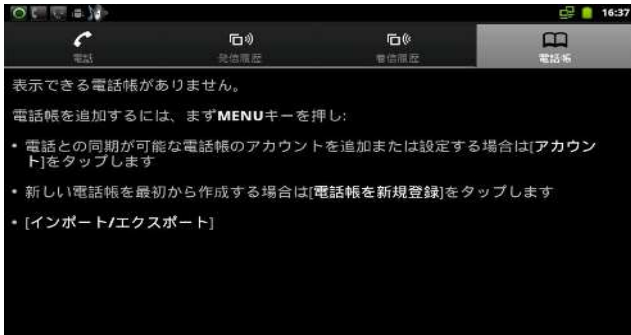 16:37
電話
発信履歴
着信履歴
電話帳
表示できる電話帳がありません。
電話帳を追加するには、まずMENUキーを押し:
• 電話との同期が可能な電話帳のアカウントを追加または設定する場合は[アカウン
ト]をタップします
• 新しい電話帳を最初から作成する場合は[電話帳を新規登録]をタップします
• [インポート/エクスポート]